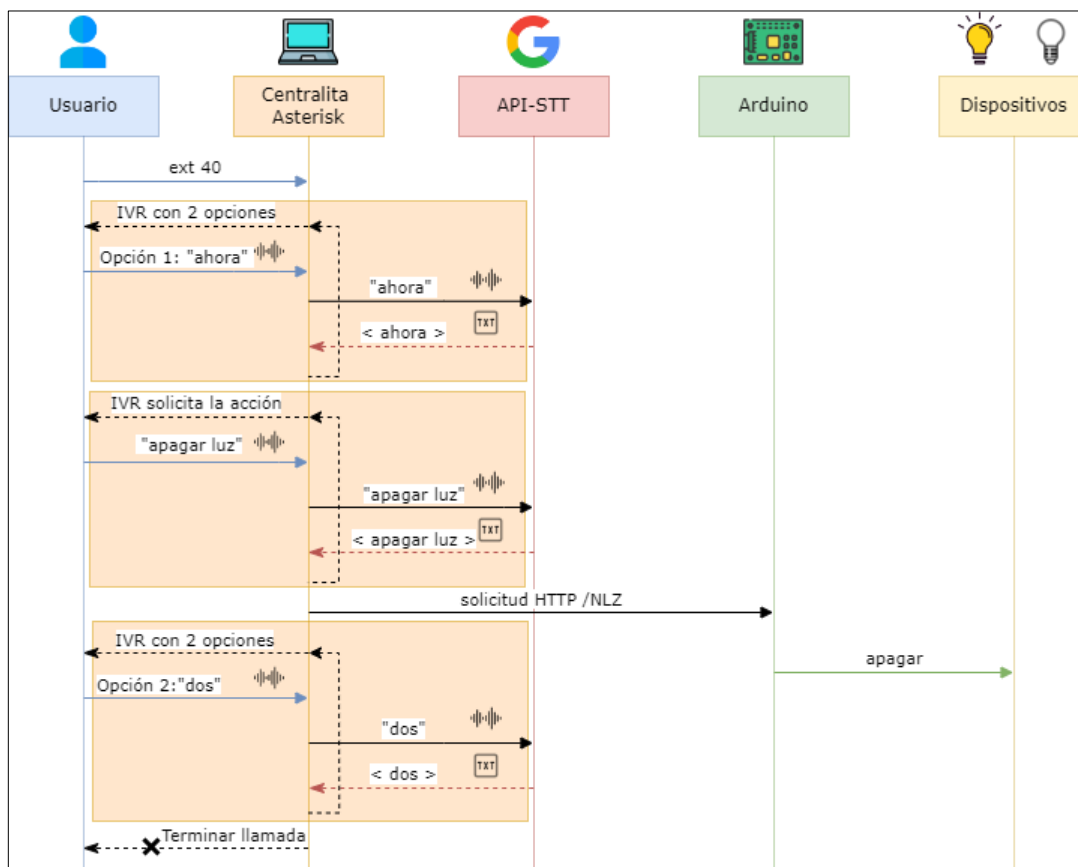 Usuario
Centralita
Asterisk
API-STT
Arduino
Dispositivos
ext 40
IVR con 2 opciones
Opción 1: "ahora"
"ahora"
TXT
< ahora >
IVR solicita la acción
"apagar luz"
"apagar luz"
TXT
< apagar luz >
solicitud HTTP /NLZ
IVR con 2 opciones
apagar
Opción 2:"dos"
"dos"
TXT
< dos >
Terminar llamada